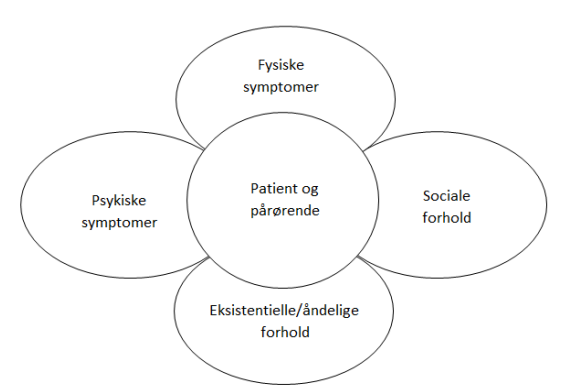 Fysiske
symptomer
Psykiske
symptomer
Patient og
pårørende
Sociale
forhold
Eksistentielle/åndelige
forhold